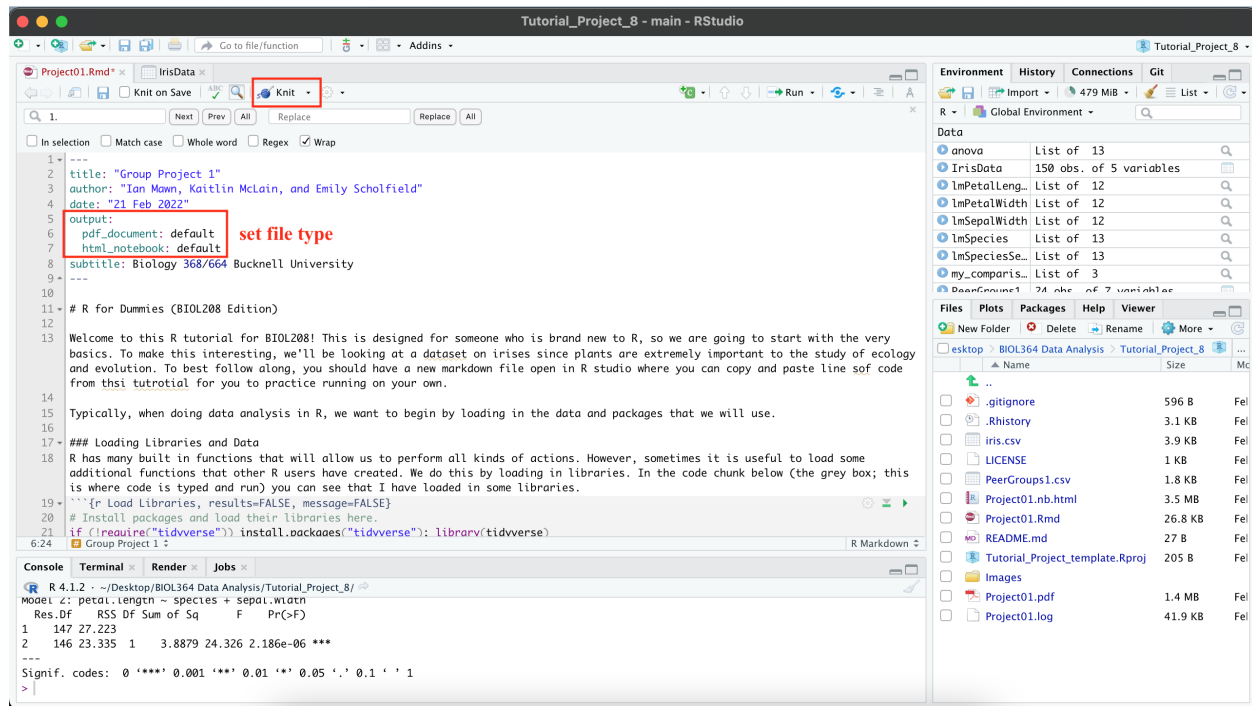 Tutorial_Project_8 - main - RStudio
Go to file/function
Addins
Tutorial_Project_8
Project01.Rmd*
IrisData
Knit on Save
ABC
Knit
Run
1.
Next
Prev
All
Replace
Replace
All
In selection
Match case
Whole word
Regex
Wrap
1 ---
2 title: "Group Project 1"
3 author: "Ian Mawn, Kaitlin McLain, and Emily Scholfield"
4 date: "21 Feb 2022"
5 output:
6 pdf_document: default
set file type
7 html_notebook: default
8 subtitle: Biology 368/664 Bucknell University
9 ---
10
11 # R for Dummies (BIOL208 Edition)
12
13 Welcome to this R tutorial for BIOL208! This is designed for someone who is brand new to R, so we are going to start with the very
basics. To make this interesting, we'll be looking at a dataset on irises since plants are extremely important to the study of ecology
and evolution. To best follow along, you should have a new markdown file open in R studio where you can copy and paste line sof code
from thsi tutrotial for you to practice running on your own.
14
15 Typically, when doing data analysis in R, we want to begin by loading in the data and packages that we will use.
16
17 ### Loading Libraries and Data
18 R has many built in functions that will allow us to perform all kinds of actions. However, sometimes it is useful to load some
additional functions that other R users have created. We do this by loading in libraries. In the code chunk below (the grey box; this
is where code is typed and run) you can see that I have loaded in some libraries.
19 ```{r Load Libraries, results=FALSE, message=FALSE}
20 # Install packages and load their libraries here.
21 if (!require("tidyverse")) install.packages("tidyverse"); library(tidyverse)
6:24
Group Project 1
R Markdown
Console
Terminal
Render
Jobs
R 4.1.2 · ~/Desktop/BIOL364 Data Analysis/Tutorial_Project_8/
Model 2: petal.length ~ species + sepal.width
Res.Df RSS Df Sum of Sq F Pr(>F)
1 147 27.223
2 146 23.335 1 3.8879 24.326 2.186e-06 ***
---
Signif. codes: 0 ‘***’ 0.001 ‘**’ 0.01 ‘*’ 0.05 ‘.’ 0.1 ‘ ’ 1
>
Environment
History
Connections
Git
Import
479 MiB
List
R
Global Environment
Data
anova List of 13
IrisData 150 obs. of 5 variables
lmPetalLeng… List of 12
lmPetalWidth List of 12
lmSepalWidth List of 12
lmSpecies List of 13
lmSpeciesSe… List of 13
my_comparis… List of 3
PeerGroups1 24 obs. of 7 variables
Files
Plots
Packages
Help
Viewer
New Folder
Delete
Rename
More
esktop > BIOL364 Data Analysis > Tutorial_Project_8
...
Name Size Mo
..
.gitignore 596 B Fel
.Rhistory 3.1 KB Fel
iris.csv 3.9 KB Fel
LICENSE 1 KB Fel
PeerGroups1.csv 1.8 KB Fel
Project01.nb.html 3.5 MB Fel
Project01.Rmd 26.8 KB Fel
README.md 27 B Fel
Tutorial_Project_template.Rproj 205 B Fel
Images
Project01.pdf 1.4 MB Fel
Project01.log 41.9 KB Fel